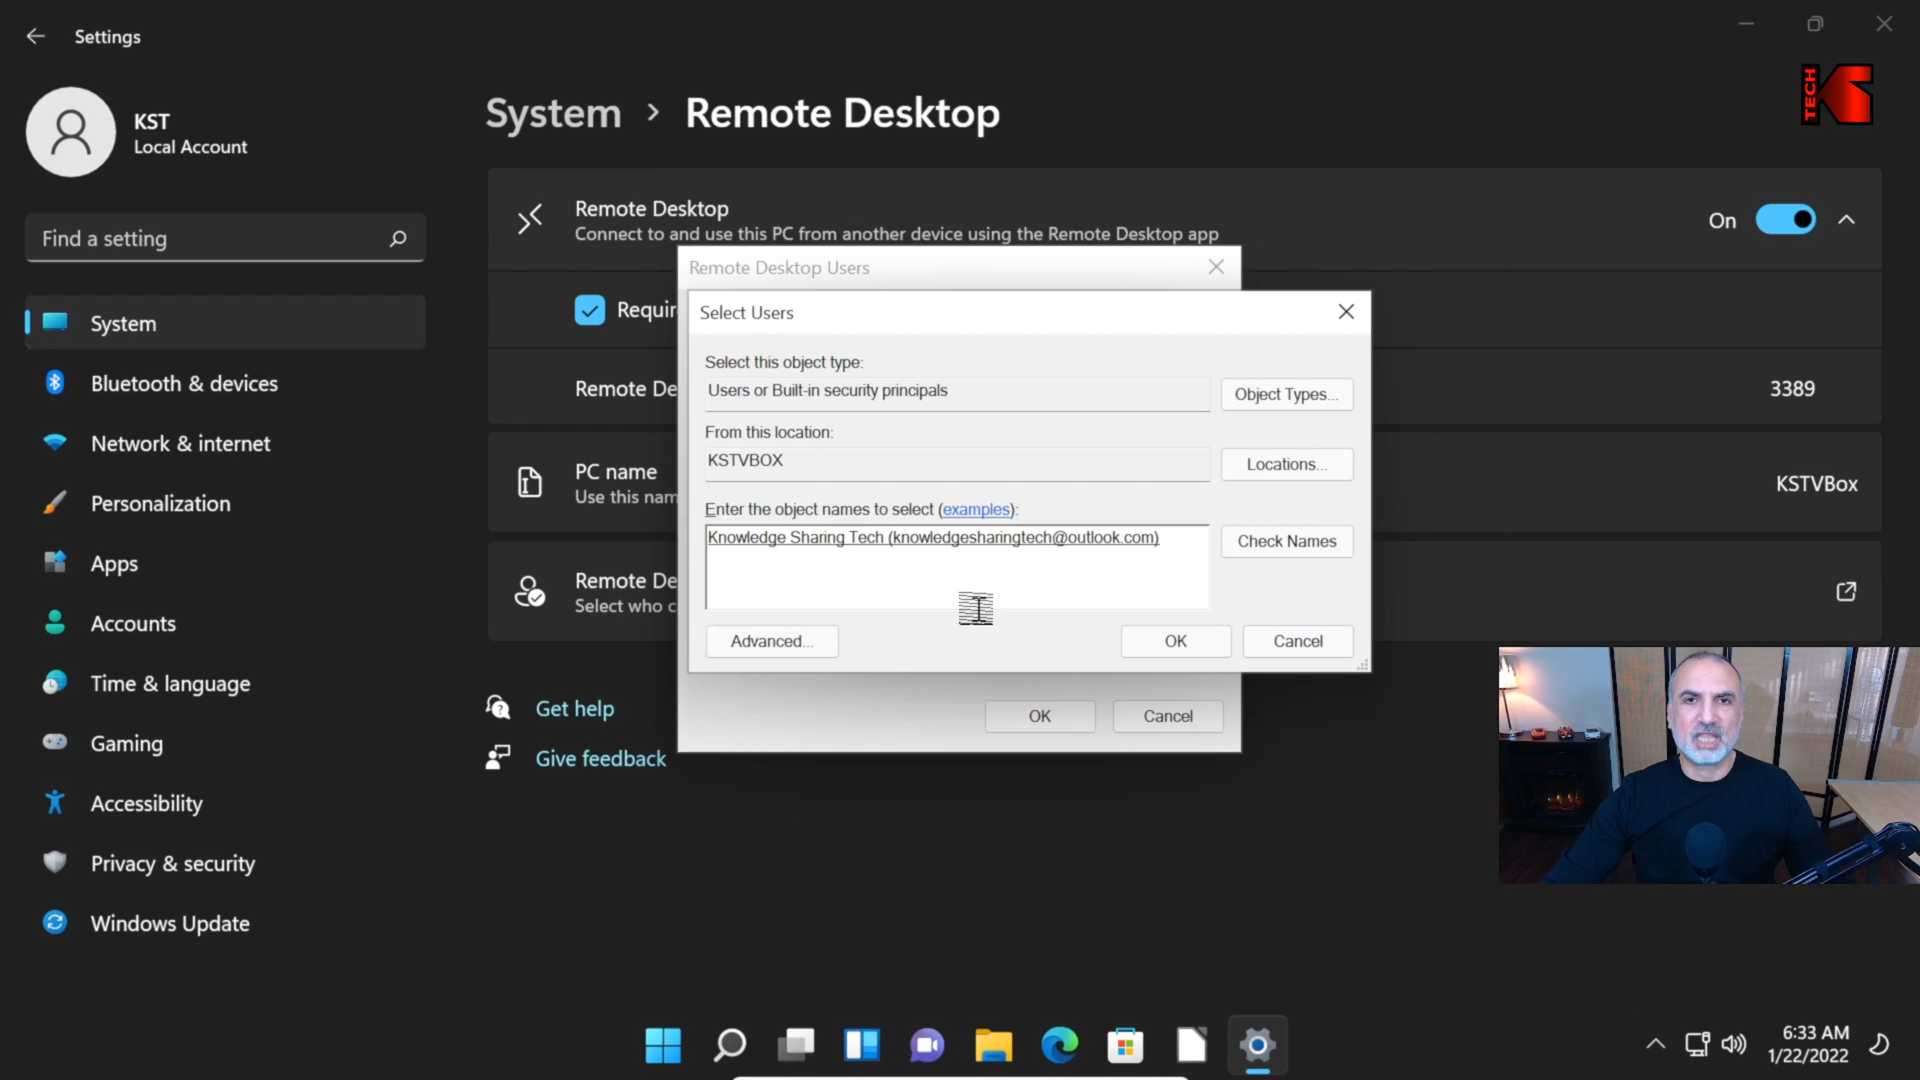 Settings
KST
Local Account
Find a setting
System
Bluetooth & devices
Network & internet
Personalization
Apps
Accounts
Time & language
Gaming
Accessibility
Privacy & security
Windows Update
TECH
System > Remote Desktop
Remote Desktop
Connect to and use this PC from another device using the Remote Desktop app
On
Requir
Remote De
3389
PC name
Use this nam
KSTVBox
Remote De
Select who c
Get help
Give feedback
Remote Desktop Users
Select Users
Select this object type:
Users or Built-in security principals
Object Types...
From this location:
KSTVBOX
Locations...
Enter the object names to select (examples):
Knowledge Sharing Tech (knowledgesharingtech@outlook.com)
Check Names
Advanced...
OK
Cancel
OK
Cancel
6:33 AM
1/22/2022